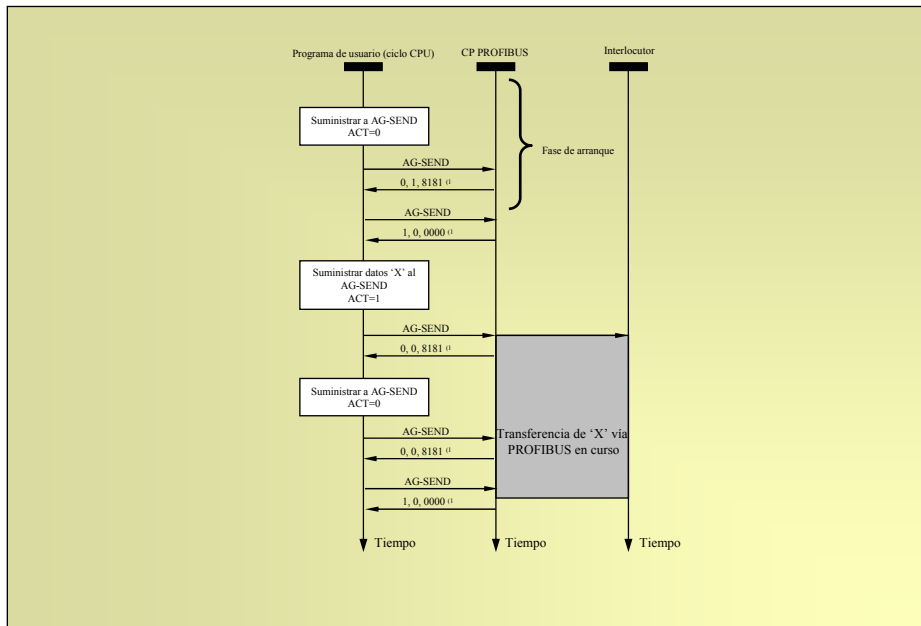 Programa de usuario (ciclo CPU)
CP PROFIBUS
Interlocutor
Suministrar a AG-SEND
ACT=0
Fase de arranque
AG-SEND
0, 1, 8181 (1
AG-SEND
1, 0, 0000 (1
Suministrar datos ‘X’ al
AG-SEND
ACT=1
AG-SEND
0, 0, 8181 (1
Suministrar a AG-SEND
ACT=0
Transferencia de ‘X’ vía
PROFIBUS en curso
AG-SEND
0, 0, 8181 (1
AG-SEND
1, 0, 0000 (1
Tiempo
Tiempo
Tiempo